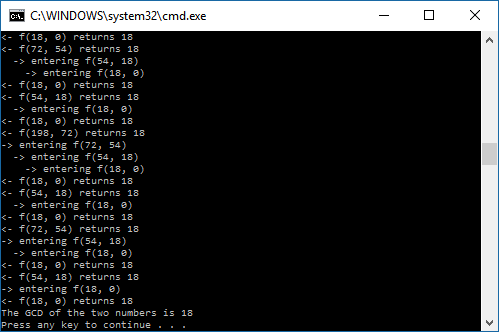 C:\WINDOWS\system32\cmd.exe
<- f(18, 0) returns 18
<- f(72, 54) returns 18
  -> entering f(54, 18)
    -> entering f(18, 0)
<- f(18, 0) returns 18
<- f(54, 18) returns 18
  -> entering f(18, 0)
<- f(18, 0) returns 18
<- f(198, 72) returns 18
-> entering f(72, 54)
  -> entering f(54, 18)
    -> entering f(18, 0)
<- f(18, 0) returns 18
<- f(54, 18) returns 18
  -> entering f(18, 0)
<- f(18, 0) returns 18
<- f(72, 54) returns 18
-> entering f(54, 18)
  -> entering f(18, 0)
<- f(18, 0) returns 18
<- f(54, 18) returns 18
-> entering f(18, 0)
<- f(18, 0) returns 18
The GCD of the two numbers is 18
Press any key to continue . . .